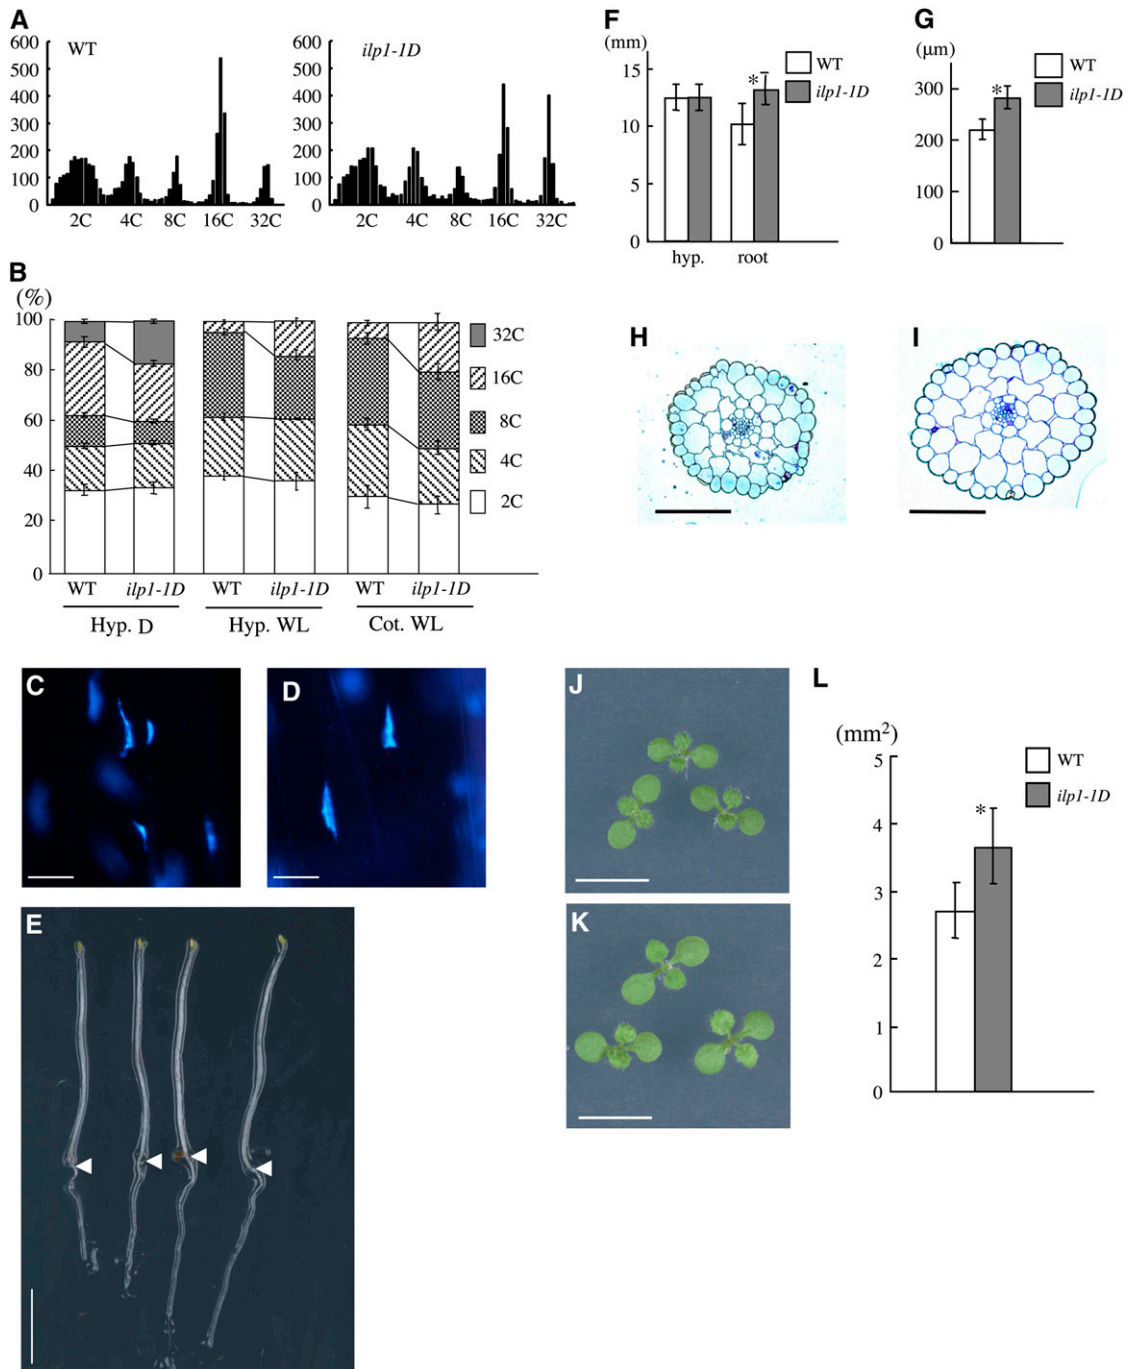 A
WT
ilp1-1D
600
500
400
300
200
100
0
2C 4C 8C 16C 32C
600
500
400
300
200
100
0
2C 4C 8C 16C 32C
B
(%)
100
80
60
40
20
0
32C
16C
8C
4C
2C
WT ilp1-1D WT ilp1-1D WT ilp1-1D
Hyp. D Hyp. WL Cot. WL
C
D
E
F
(mm)
15
10
5
0
hyp. root
WT
ilp1-1D
*
G
(μm)
300
200
100
0
WT
ilp1-1D
*
H
I
J
K
L
(mm²)
5
4
3
2
1
0
WT
ilp1-1D
*